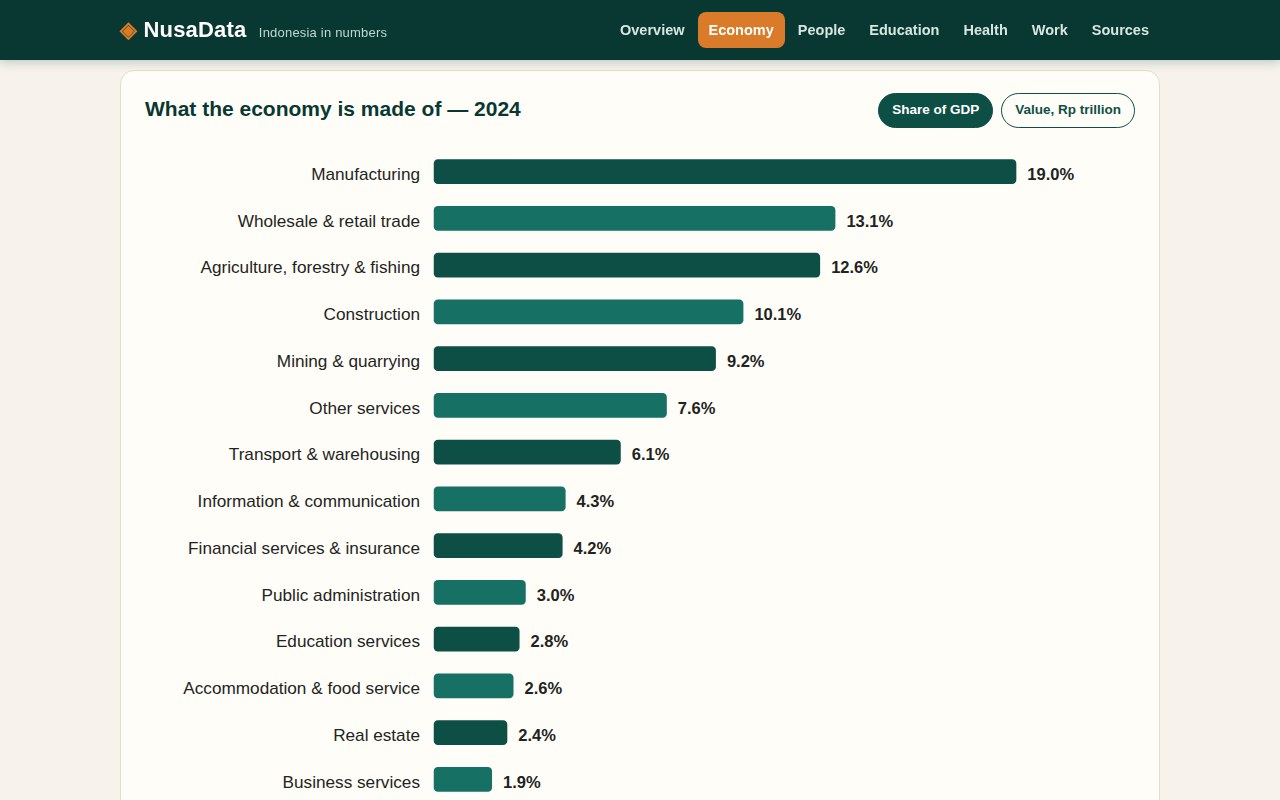 ◈ NusaData Indonesia in numbers Overview Economy People Education Health Work Sources
What the economy is made of — 2024 Share of GDP Value, Rp trillion
Manufacturing 19.0%
Wholesale & retail trade 13.1%
Agriculture, forestry & fishing 12.6%
Construction 10.1%
Mining & quarrying 9.2%
Other services 7.6%
Transport & warehousing 6.1%
Information & communication 4.3%
Financial services & insurance 4.2%
Public administration 3.0%
Education services 2.8%
Accommodation & food service 2.6%
Real estate 2.4%
Business services 1.9%